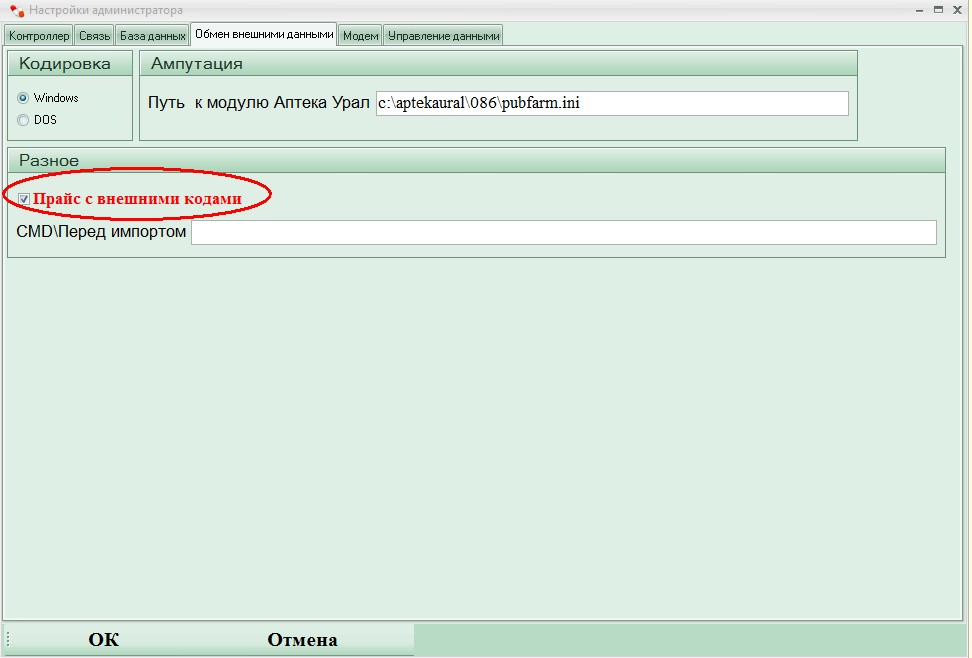 Настройки администратора
Контроллер Связь База данных Обмен внешними данными Модем Управление данными
Кодировка
Ампутация
Windows
DOS
Путь к модулю Аптека Урал c:\aptekaural\086\pubfarm.ini
Разное
Прайс с внешними кодами
CMD\Перед импортом
ОК Отмена